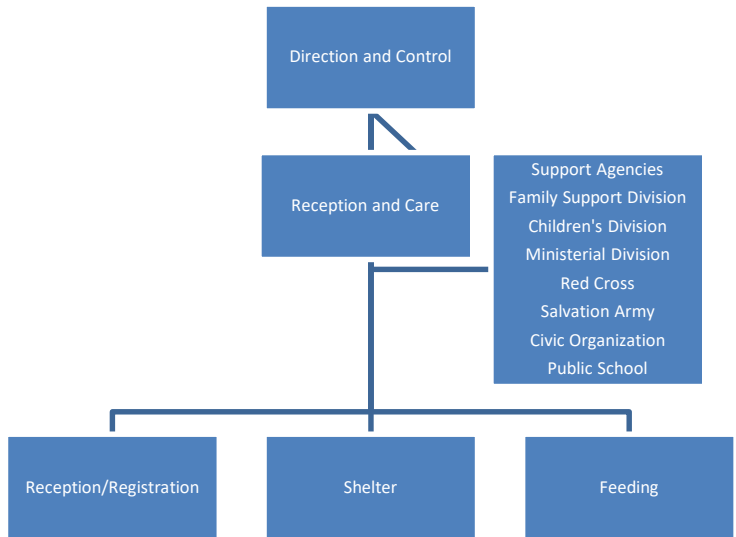 Direction and Control
Reception and Care
Support Agencies
Family Support Division
Children's Division
Ministerial Division
Red Cross
Salvation Army
Civic Organization
Public School
Reception/Registration
Shelter
Feeding